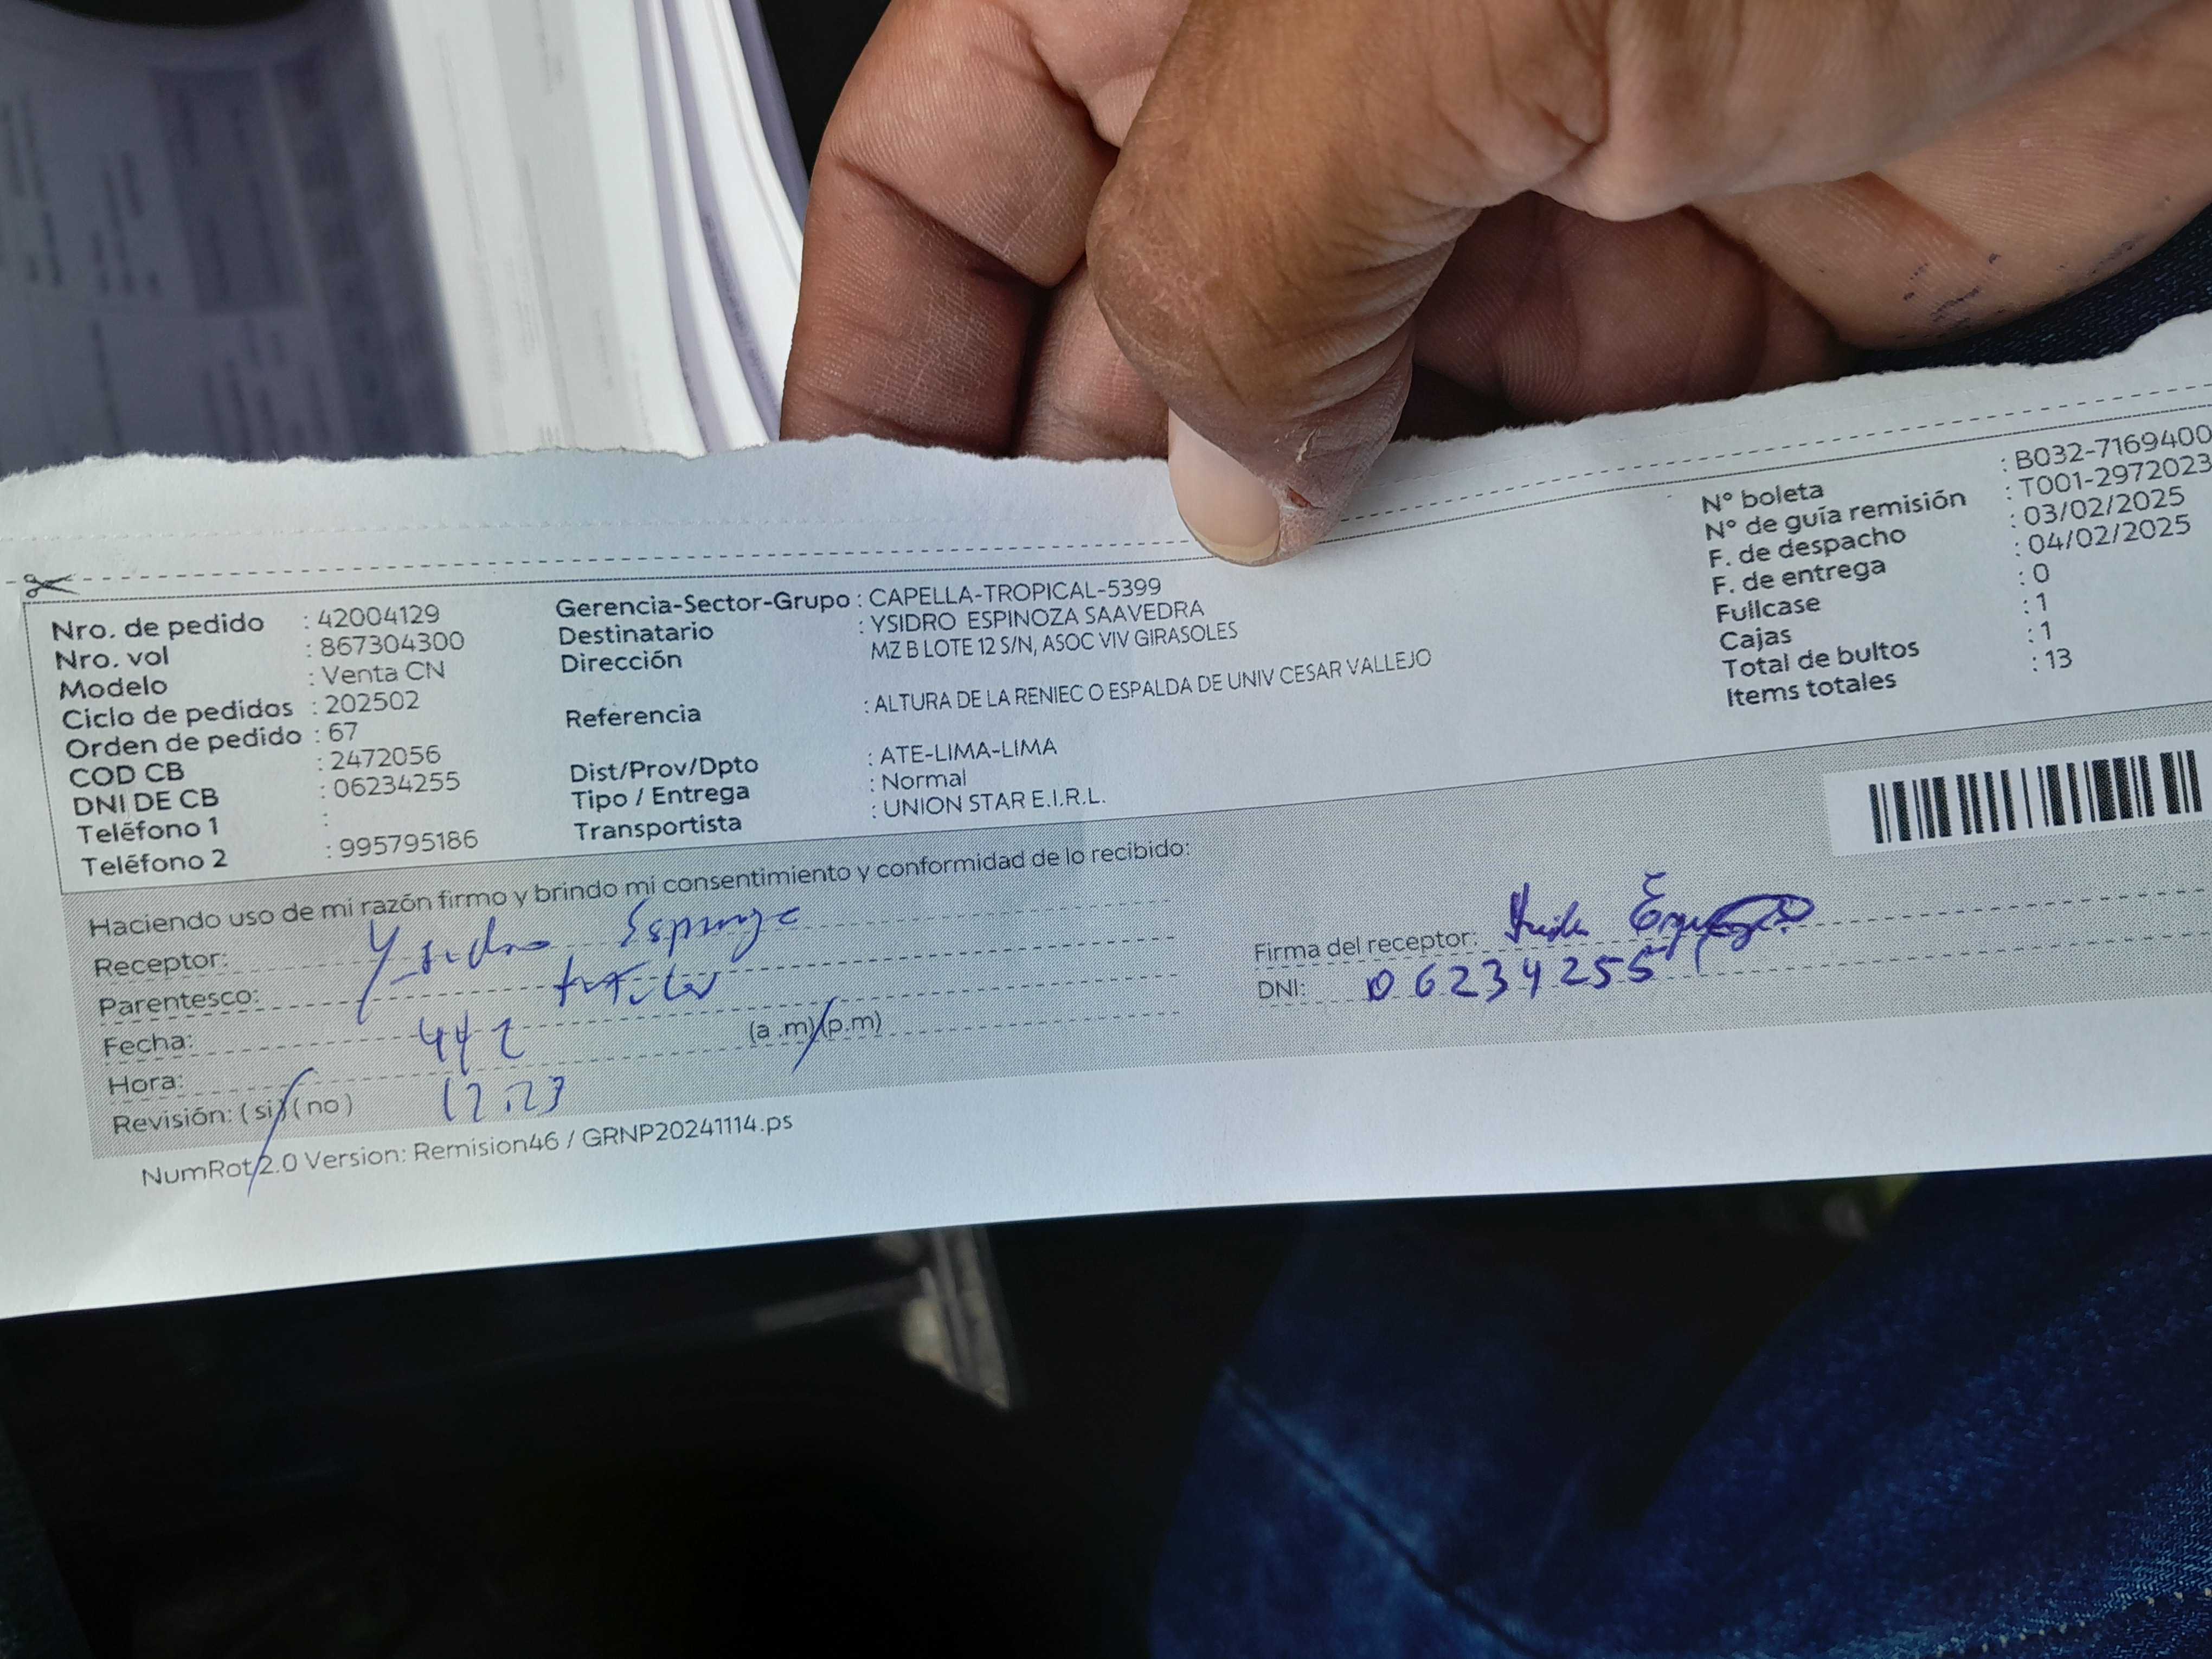 Nro. de pedido : 42004129
Nro. vol : 867304300
Modelo : Venta CN
Ciclo de pedidos : 202502
Orden de pedido : 67
COD CB : 2472056
DNI DE CB : 06234255
Teléfono 1 :
Teléfono 2 : 995795186
Gerencia-Sector-Grupo : CAPELLA-TROPICAL-5399
Destinatario : YSIDRO ESPINOZA SAAVEDRA
Dirección MZ B LOTE 12 S/N, ASOC VIV GIRASOLES
Referencia : ALTURA DE LA RENIEC O ESPALDA DE UNIV CESAR VALLEJO
Dist/Prov/Dpto : ATE-LIMA-LIMA
Tipo / Entrega : Normal
Transportista : UNION STAR E.I.R.L.
N° boleta : B032-7169400
N° de guía remisión : T001-2972023
F. de despacho : 03/02/2025
F. de entrega : 04/02/2025
Fullcase : 0
Cajas : 1
Total de bultos : 1
Items totales : 13
Haciendo uso de mi razón firmo y brindo mi consentimiento y conformidad de lo recibido:
Receptor: Ysidro Espinoza
Parentesco: titular
Fecha:
Hora: (a .m) (p.m)
Revisión: ( si ) ( no ) 12.23
Firma del receptor:
DNI: 06234255
NumRot 2.0 Version: Remision46 / GRNP20241114.ps